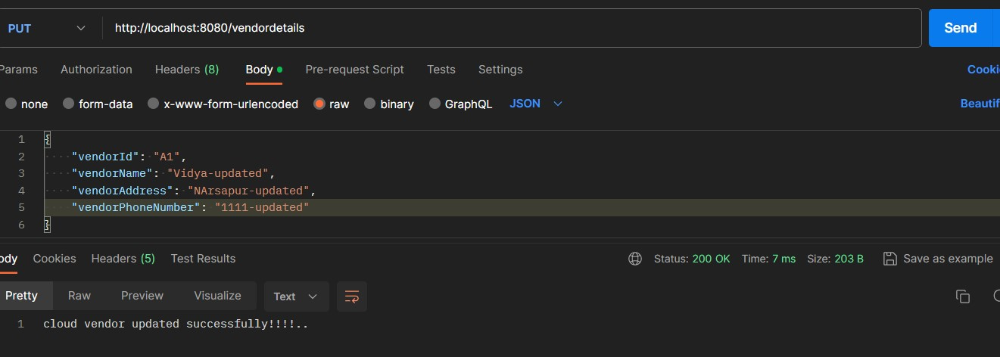 PUT
http://localhost:8080/vendordetails
Send
Params Authorization Headers (8) Body Pre-request Script Tests Settings Cooki
none form-data x-www-form-urlencoded raw binary GraphQL JSON Beautif
1 {
2 "vendorId": "A1",
3 "vendorName": "Vidya-updated",
4 "vendorAddress": "NArsapur-updated",
5 "vendorPhoneNumber": "1111-updated"
6 }
ody Cookies Headers (5) Test Results Status: 200 OK Time: 7 ms Size: 203 B Save as example
Pretty Raw Preview Visualize Text
1 cloud vendor updated successfully!!!!..